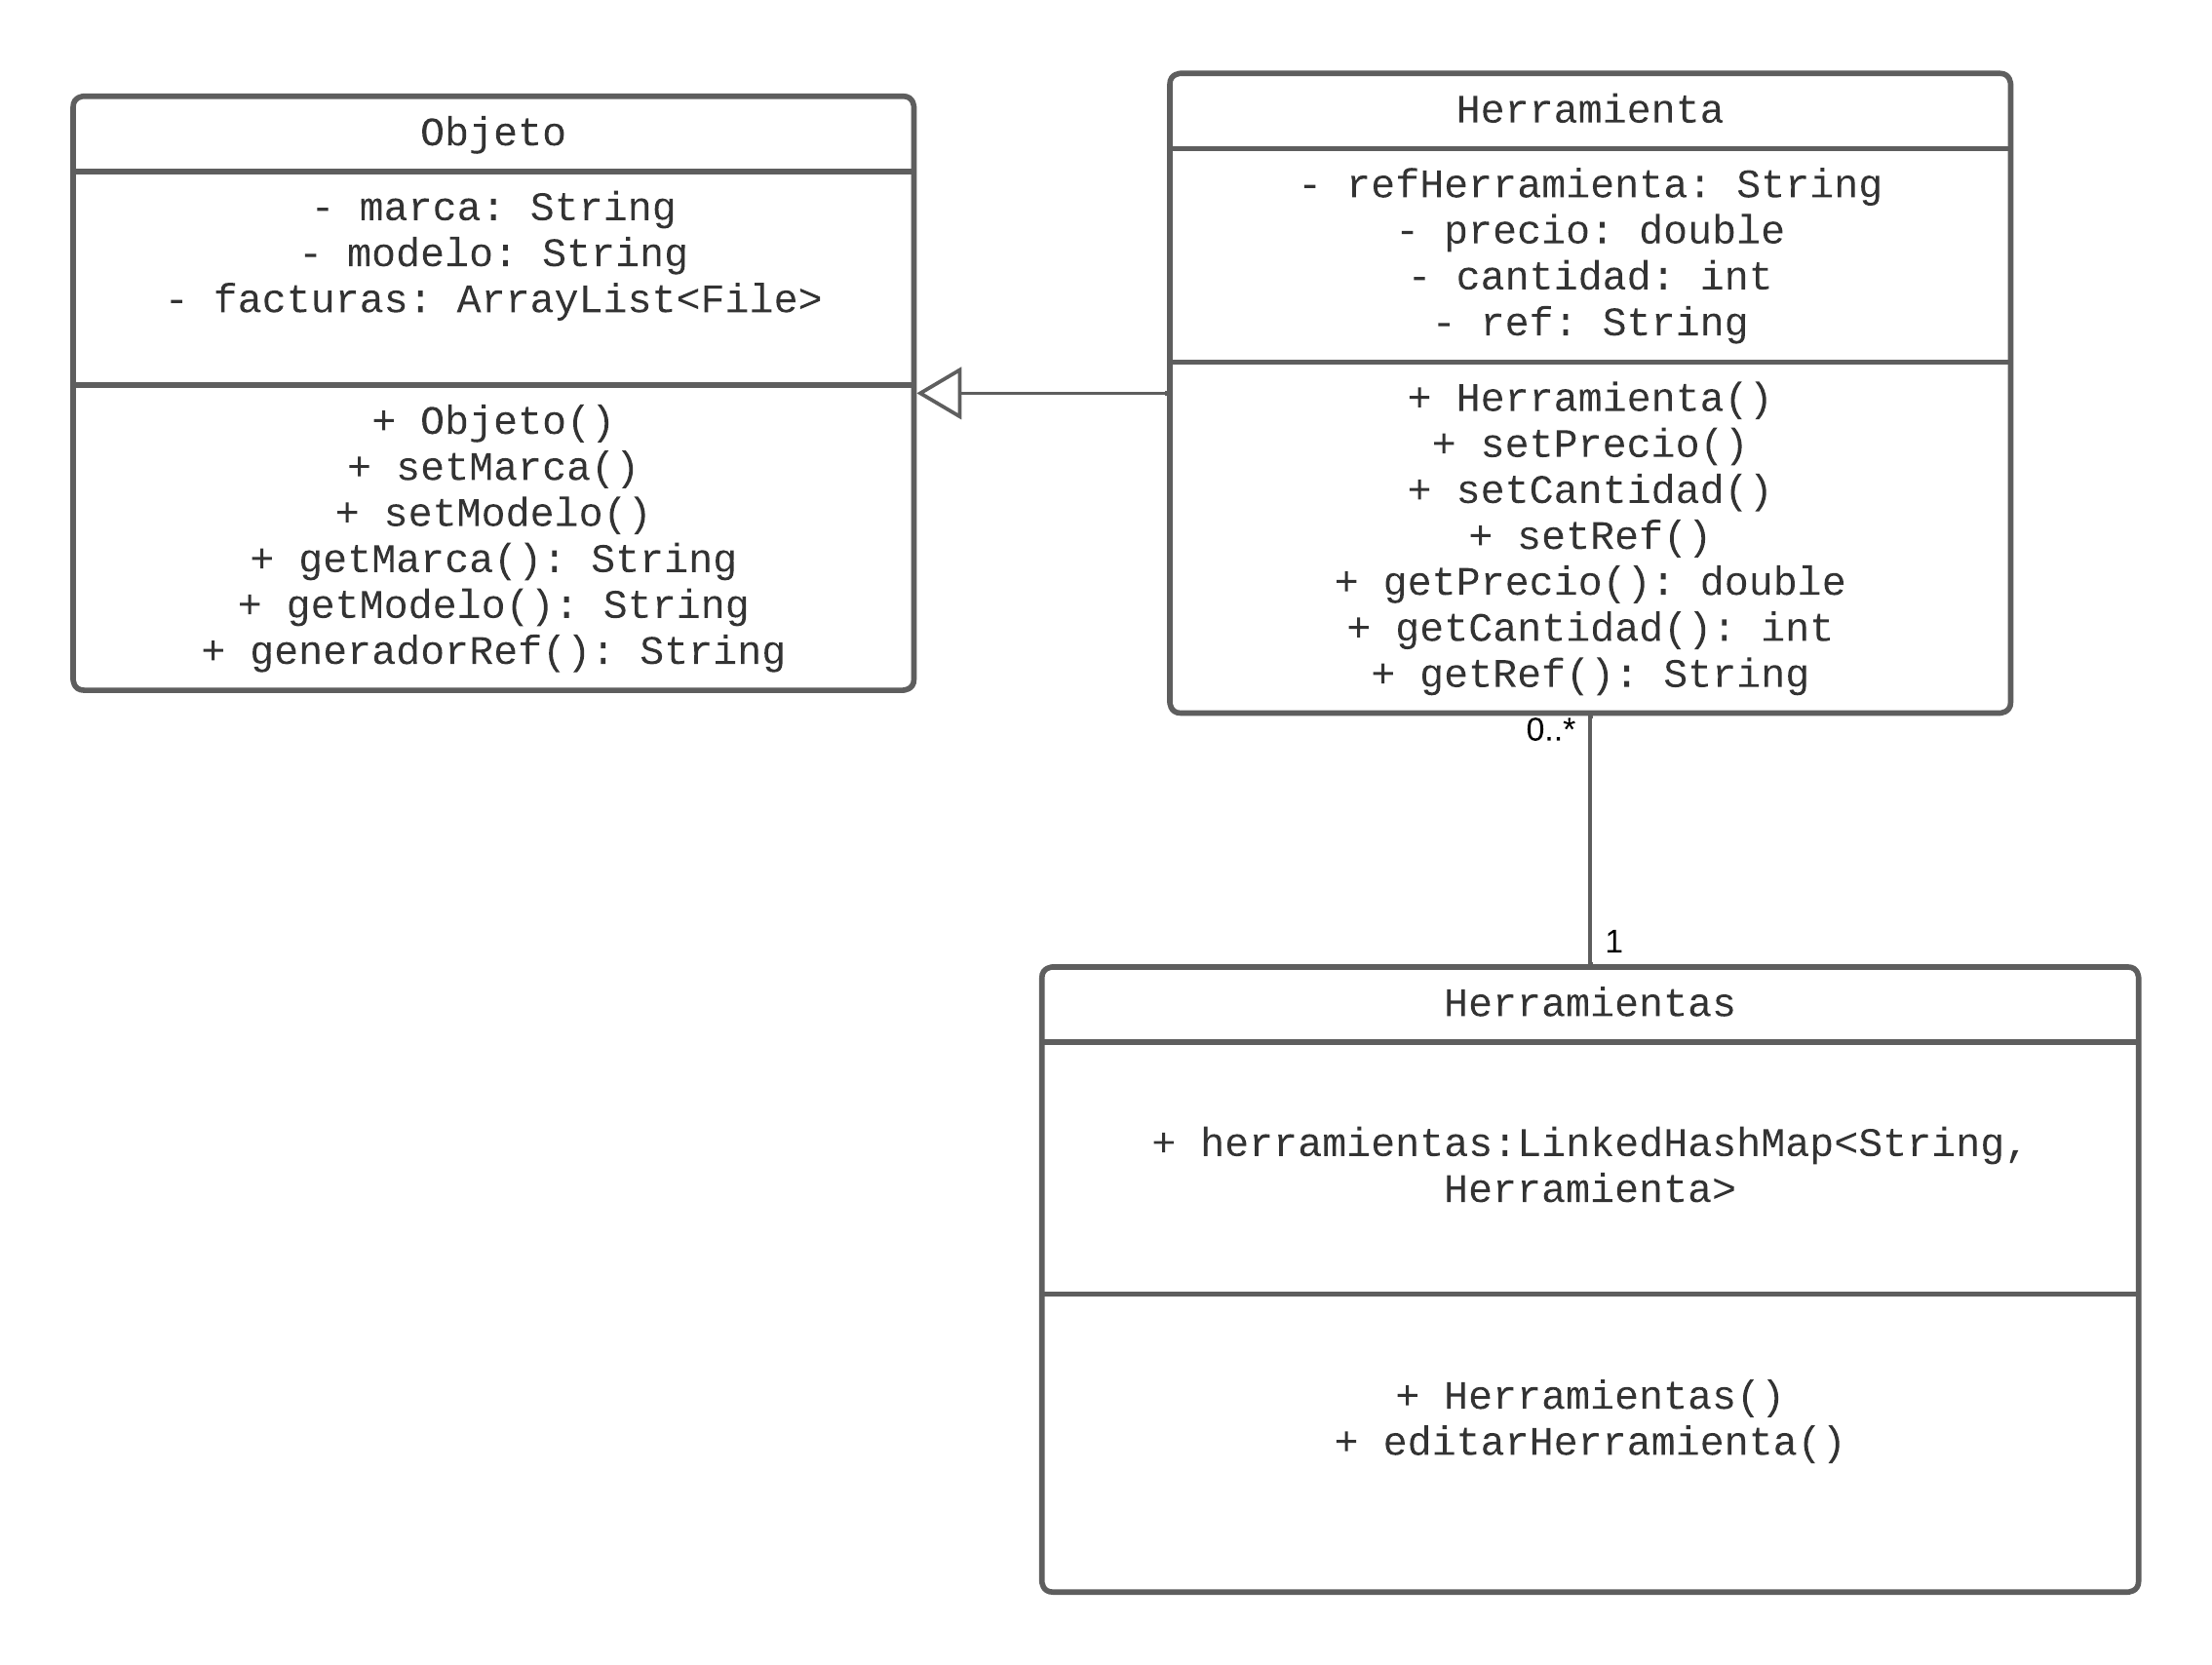 Objeto
- marca: String
- modelo: String
- facturas: ArrayList<File>
+ Objeto()
+ setMarca()
+ setModelo()
+ getMarca(): String
+ getModelo(): String
+ generadorRef(): String
Herramienta
- refHerramienta: String
- precio: double
- cantidad: int
- ref: String
+ Herramienta()
+ setPrecio()
+ setCantidad()
+ setRef()
+ getPrecio(): double
+ getCantidad(): int
+ getRef(): String
0..*
1
Herramientas
+ herramientas:LinkedHashMap<String,
Herramienta>
+ Herramientas()
+ editarHerramienta()